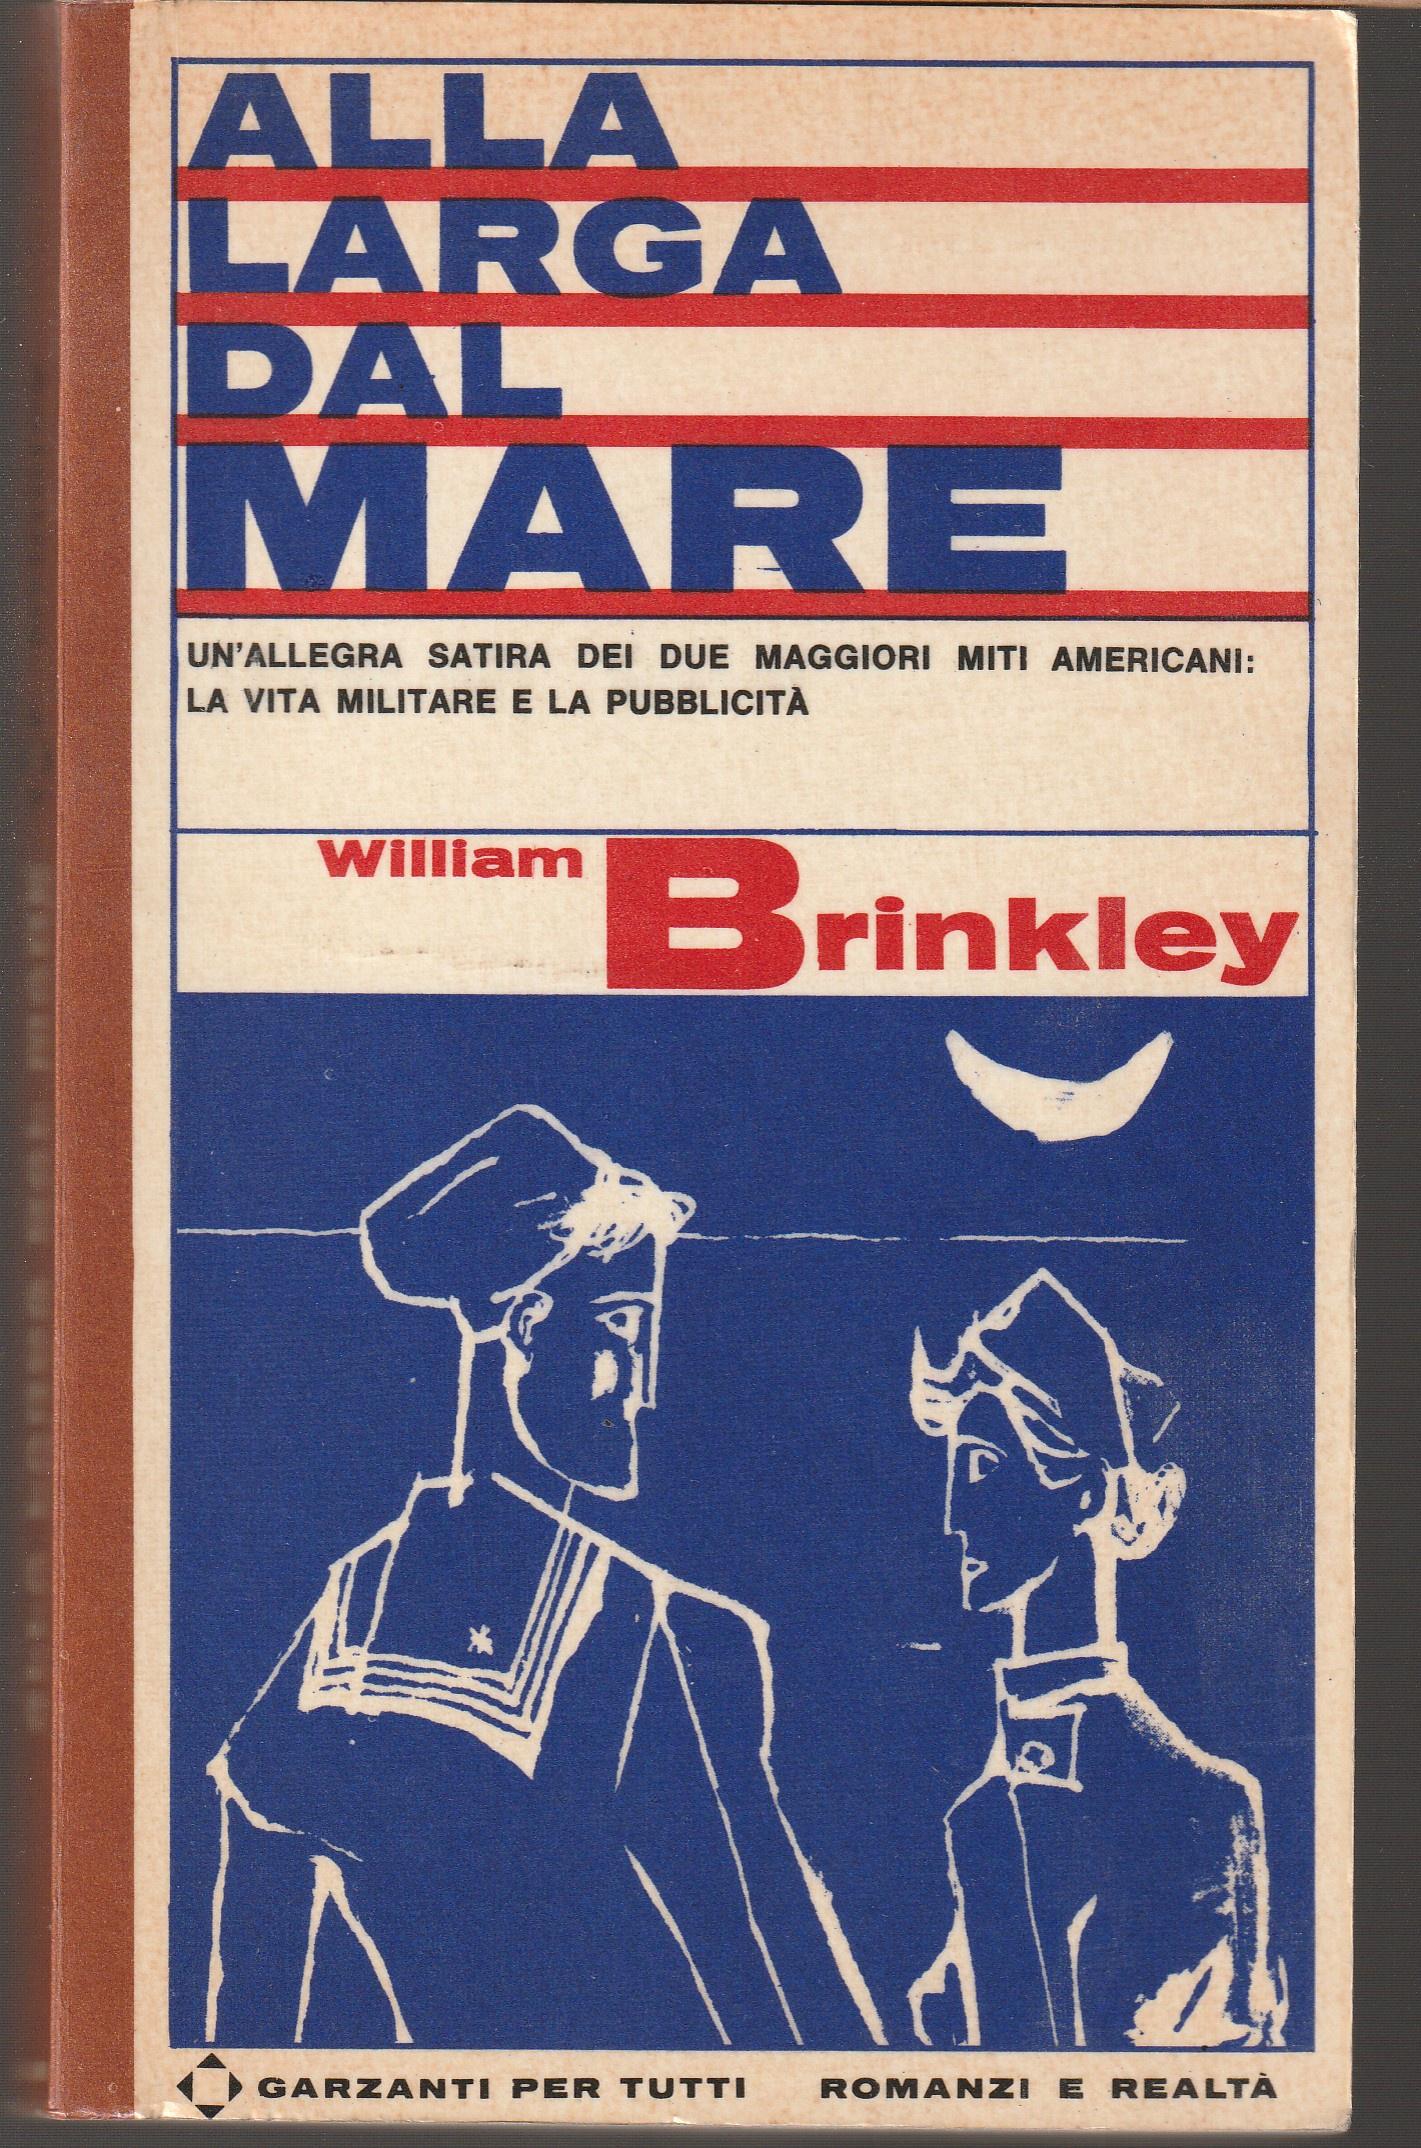 ALLA
LARGA
DAL
MARE
UN'ALLEGRA SATIRA DEI DUE MAGGIORI MITI AMERICANI:
LA VITA MILITARE E LA PUBBLICITÀ
William Brinkley
GARZANTI PER TUTTI ROMANZI E REALTÀ